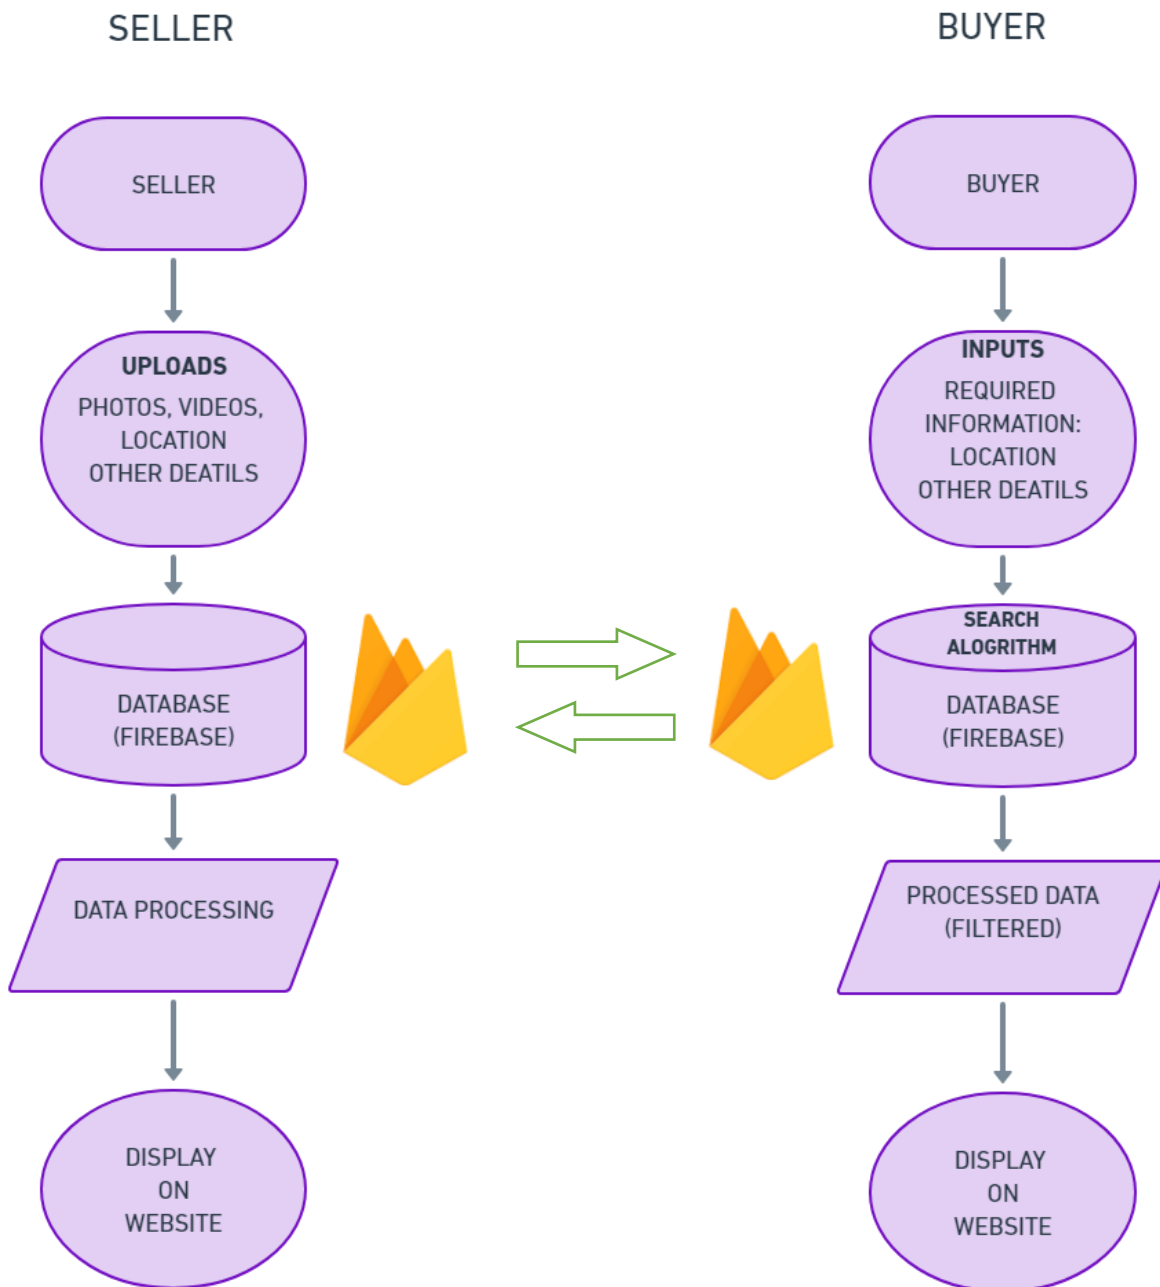 SELLER
BUYER
SELLER
UPLOADS
PHOTOS, VIDEOS,
LOCATION
OTHER DEATILS
DATABASE
(FIREBASE)
DATA PROCESSING
DISPLAY
ON
WEBSITE
BUYER
INPUTS
REQUIRED
INFORMATION:
LOCATION
OTHER DEATILS
SEARCH
ALOGRITHM
DATABASE
(FIREBASE)
PROCESSED DATA
(FILTERED)
DISPLAY
ON
WEBSITE